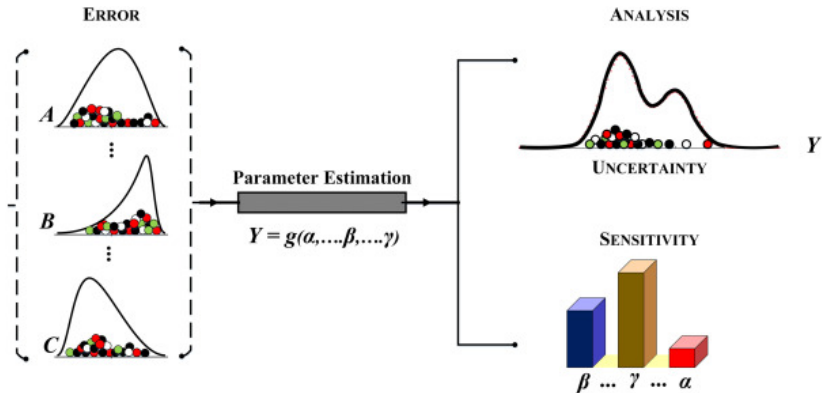 ERROR
A
B
C
Parameter Estimation
Y = g(α,....β,....γ)
ANALYSIS
Y
UNCERTAINTY
SENSITIVITY
β ... γ ... α